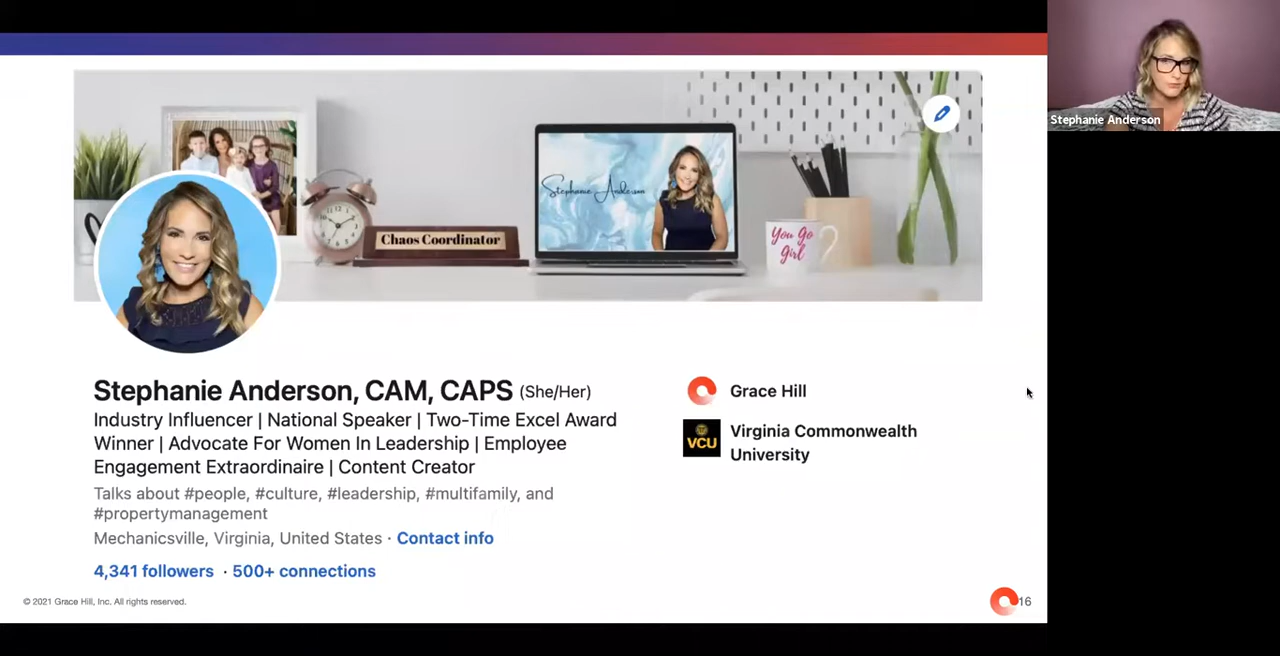 Chaos Coordinator
Stephanie Anderson
You Go
Girl
Stephanie Anderson
Stephanie Anderson, CAM, CAPS (She/Her)
Industry Influencer | National Speaker | Two-Time Excel Award
Winner | Advocate For Women In Leadership | Employee
Engagement Extraordinaire | Content Creator
Talks about #people, #culture, #leadership, #multifamily, and
#propertymanagement
Mechanicsville, Virginia, United States · Contact info
4,341 followers · 500+ connections
Grace Hill
VCU
Virginia Commonwealth
University
© 2021 Grace Hill, Inc. All rights reserved.
16